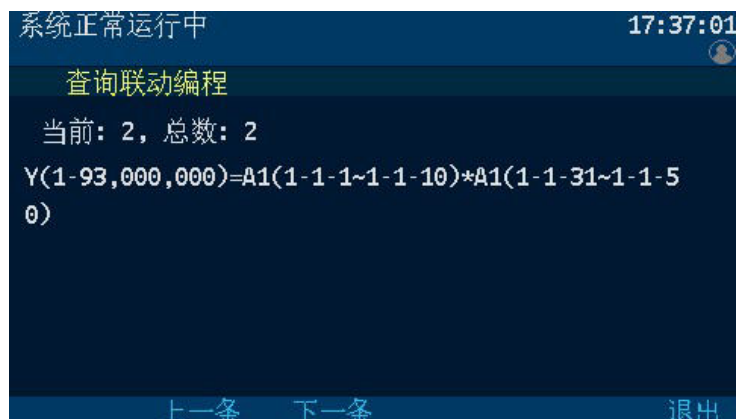 系统正常运行中 17:37:01
查询联动编程
当前: 2, 总数: 2
Y(1-93,000,000)=A1(1-1-1~1-1-10)*A1(1-1-31~1-1-5
0)
上一条 下一条 退出